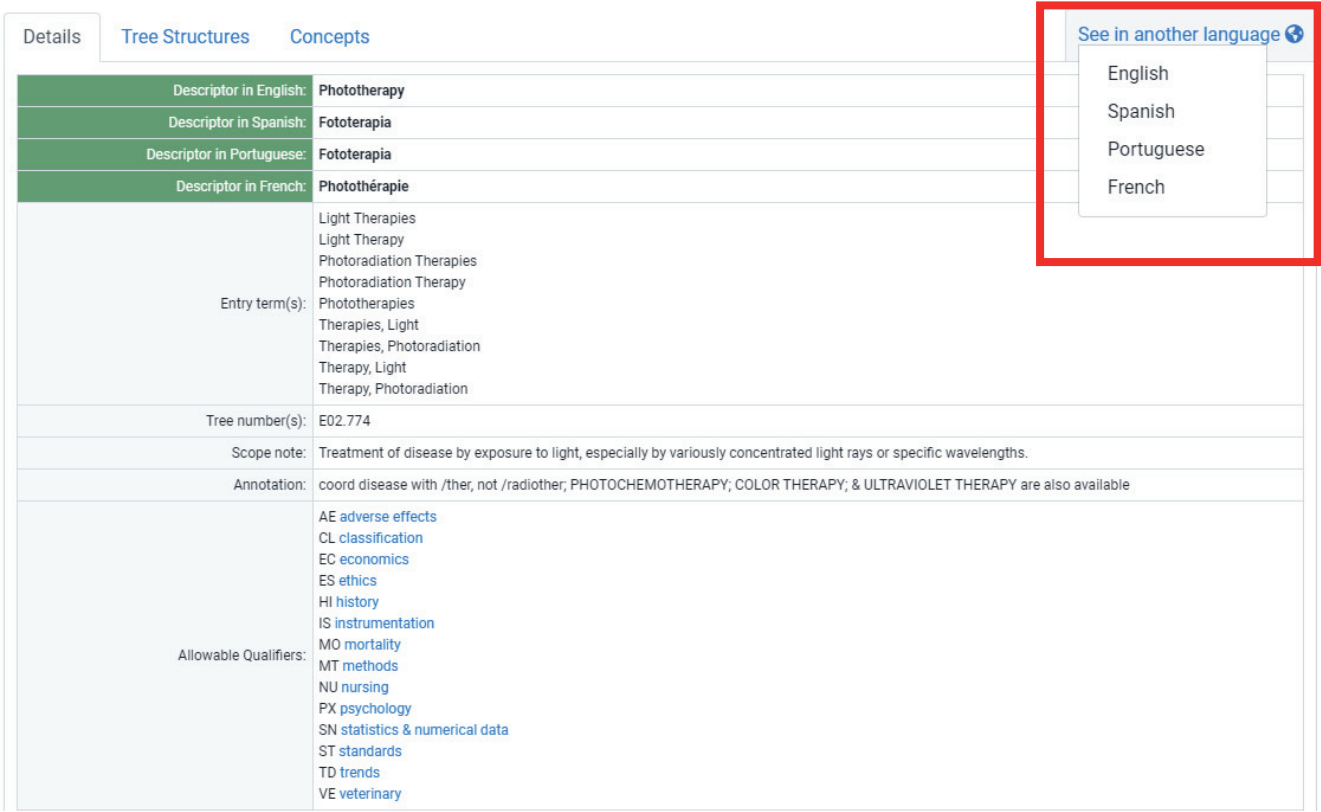 Details Tree Structures Concepts See in another language
English
Spanish
Portuguese
French
Descriptor in English: Phototherapy
Descriptor in Spanish: Fototerapia
Descriptor in Portuguese: Fototerapia
Descriptor in French: Photothérapie
Entry term(s):
Light Therapies
Light Therapy
Photoradiation Therapies
Photoradiation Therapy
Phototherapies
Therapies, Light
Therapies, Photoradiation
Therapy, Light
Therapy, Photoradiation
Tree number(s): E02.774
Scope note: Treatment of disease by exposure to light, especially by variously concentrated light rays or specific wavelengths.
Annotation: coord disease with /ther, not /radiother; PHOTOCHEMOTHERAPY; COLOR THERAPY; & ULTRAVIOLET THERAPY are also available
Allowable Qualifiers:
AE adverse effects
CL classification
EC economics
ES ethics
HI history
IS instrumentation
MO mortality
MT methods
NU nursing
PX psychology
SN statistics & numerical data
ST standards
TD trends
VE veterinary